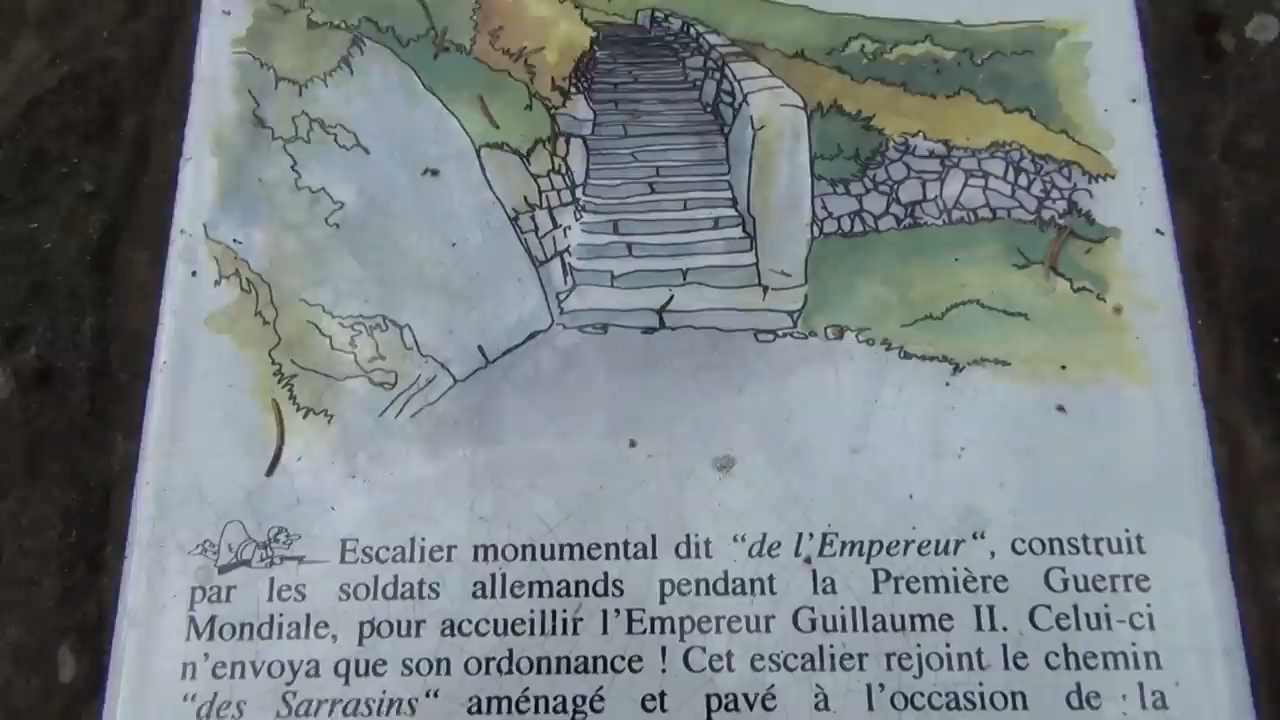 Escalier monumental dit “de l’Empereur“, construit
par les soldats allemands pendant la Première Guerre
Mondiale, pour accueillir l’Empereur Guillaume II. Celui-ci
n’envoya que son ordonnance ! Cet escalier rejoint le chemin
“des Sarrasins“ aménagé et pavé à l’occasion de la